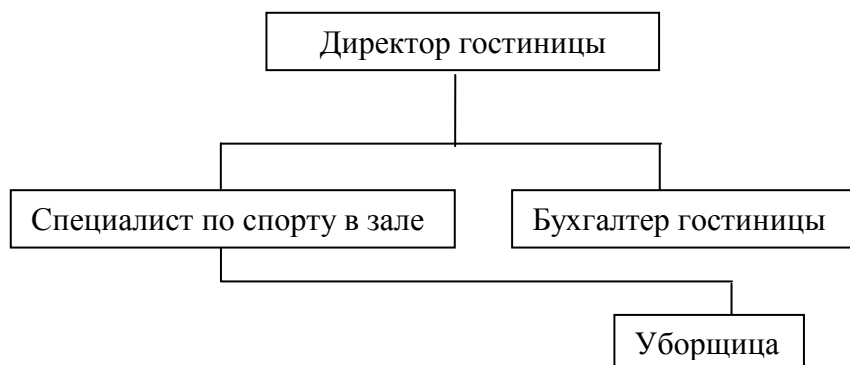 Директор гостиницы
Специалист по спорту в зале
Бухгалтер гостиницы
Уборщица